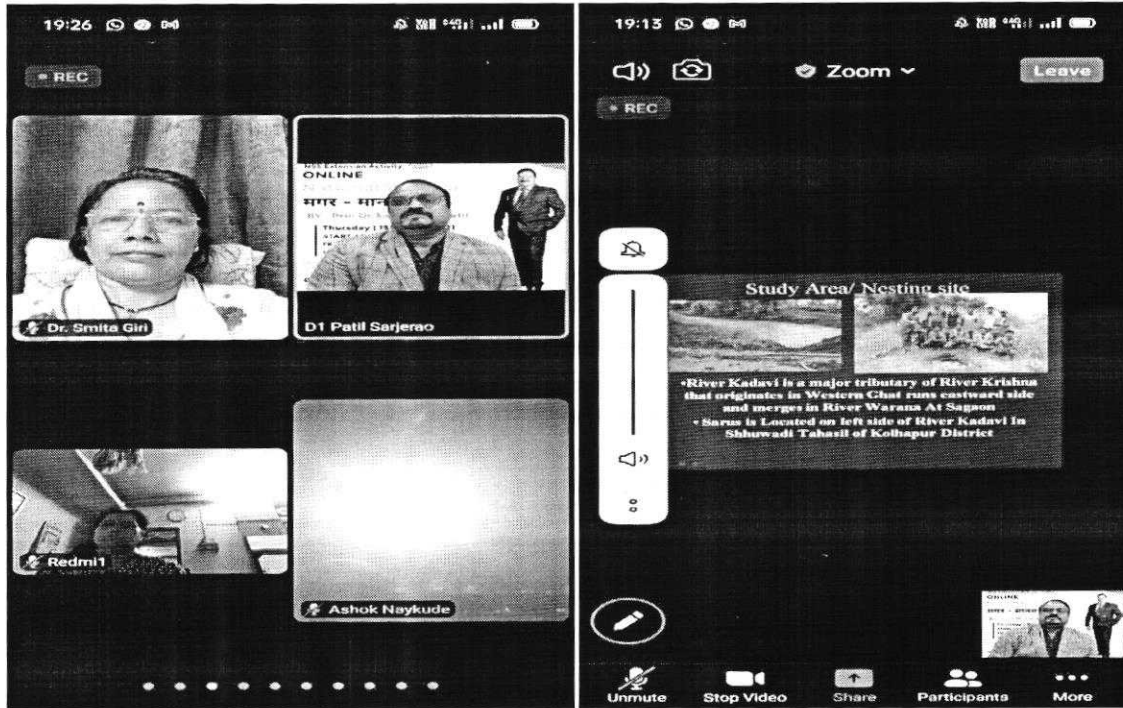 19:26
REC
Dr. Smita Giri
NSS Extension Activity
ONLINE
मगर - मान
Thursday
D1 Patil Sarjerao
Redmi1
Ashok Naykude
19:13
Zoom
Leave
REC
Study Area/ Nesting site
•River Kadavi is a major tributary of River Krishna
that originates in Western Ghat runs eastward side
and merges in River Warana At Sagaon
• Sarus is Located on left side of River Kadavi In
Shhuwadi Tahasil of Kolhapur District
ONLINE
Unmute
Stop Video
Share
Participants
More